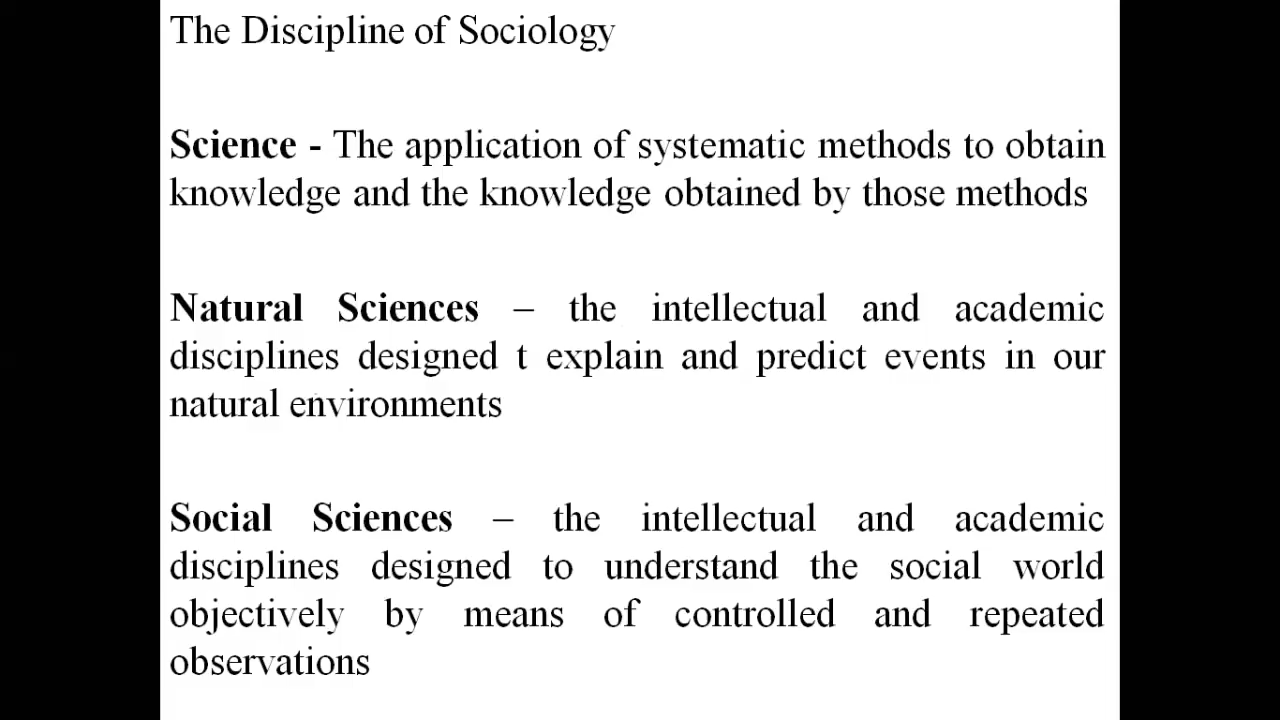 The Discipline of Sociology
Science - The application of systematic methods to obtain
knowledge and the knowledge obtained by those methods
Natural Sciences – the intellectual and academic
disciplines designed t explain and predict events in our
natural environments
Social Sciences – the intellectual and academic
disciplines designed to understand the social world
objectively by means of controlled and repeated
observations